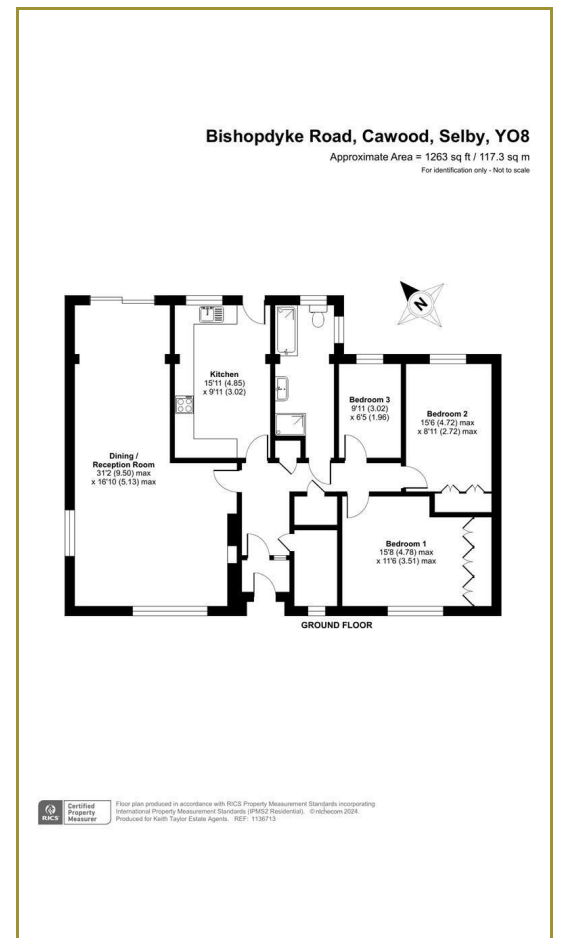 Bishopdyke Road, Cawood, Selby, YO8
Approximate Area = 1263 sq ft / 117.3 sq m
For identification only - Not to scale
N
Kitchen
15'11 (4.85)
x 9'11 (3.02)
Bedroom 3
9'11 (3.02)
x 6'5 (1.96)
Bedroom 2
15'6 (4.72) max
x 8'11 (2.72) max
Dining /
Reception Room
31'2 (9.50) max
x 16'10 (5.13) max
Bedroom 1
15'8 (4.78) max
x 11'6 (3.51) max
GROUND FLOOR
RICS
Certified
Property
Measurer
Floor plan produced in accordance with RICS Property Measurement Standards incorporating
International Property Measurement Standards (IPMS2 Residential). © ntchecom 2024.
Produced for Keith Taylor Estate Agents. REF: 1136713